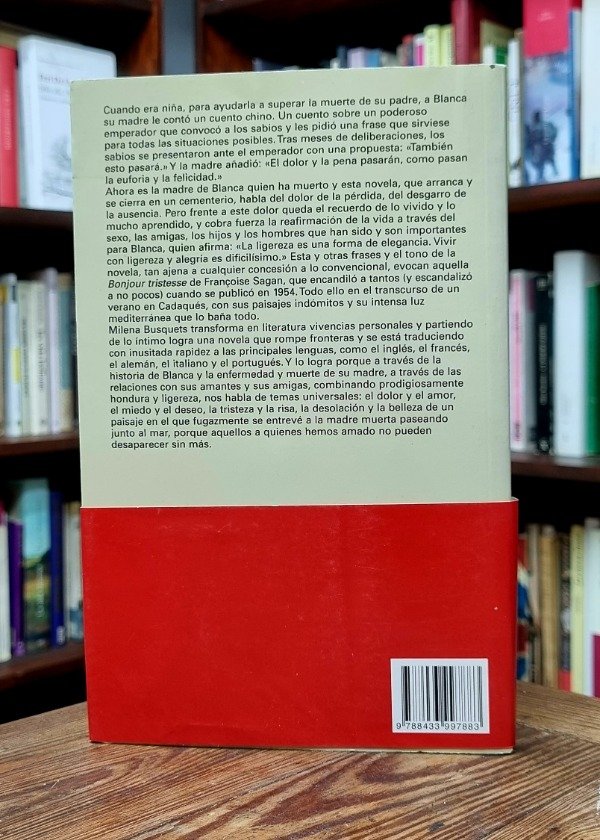 Cuando era niña, para ayudarla a superar la muerte de su padre, a Blanca
su madre le contó un cuento chino. Un cuento sobre un poderoso
emperador que convocó a los sabios y les pidió una frase que sirviese
para todas las situaciones posibles. Tras meses de deliberaciones, los
sabios se presentaron ante el emperador con una propuesta: «También
esto pasará.» Y la madre añadió: «El dolor y la pena pasarán, como pasan
la euforia y la felicidad.»
Ahora es la madre de Blanca quien ha muerto y esta novela, que arranca y
se cierra en un cementerio, habla del dolor de la pérdida, del desgarro de
la ausencia. Pero frente a este dolor queda el recuerdo de lo vivido y lo
mucho aprendido, y cobra fuerza la reafirmación de la vida a través del
sexo, las amigas, los hijos y los hombres que han sido y son importantes
para Blanca, quien afirma: «La ligereza es una forma de elegancia. Vivir
con ligereza y alegría es dificilísimo.» Esta y otras frases y el tono de la
novela, tan ajena a cualquier concesión a lo convencional, evocan aquella
Bonjour tristesse de Françoise Sagan, que encandiló a tantos (y escandalizó
a no pocos) cuando se publicó en 1954. Todo ello en el transcurso de un
verano en Cadaqués, con sus paisajes indómitos y su intensa luz
mediterránea que lo baña todo.
Milena Busquets transforma en literatura vivencias personales y partiendo
de lo íntimo logra una novela que rompe fronteras y se está traduciendo
con inusitada rapidez a las principales lenguas, como el inglés, el francés,
el alemán, el italiano y el portugués. Y lo logra porque a través de la
historia de Blanca y la enfermedad y muerte de su madre, a través de las
relaciones con sus amantes y sus amigas, combinando prodigiosamente
hondura y ligereza, nos habla de temas universales: el dolor y el amor,
el miedo y el deseo, la tristeza y la risa, la desolación y la belleza de un
paisaje en el que fugazmente se entrevé a la madre muerta paseando
junto al mar, porque aquellos a quienes hemos amado no pueden
desaparecer sin más.
9 788433 997883